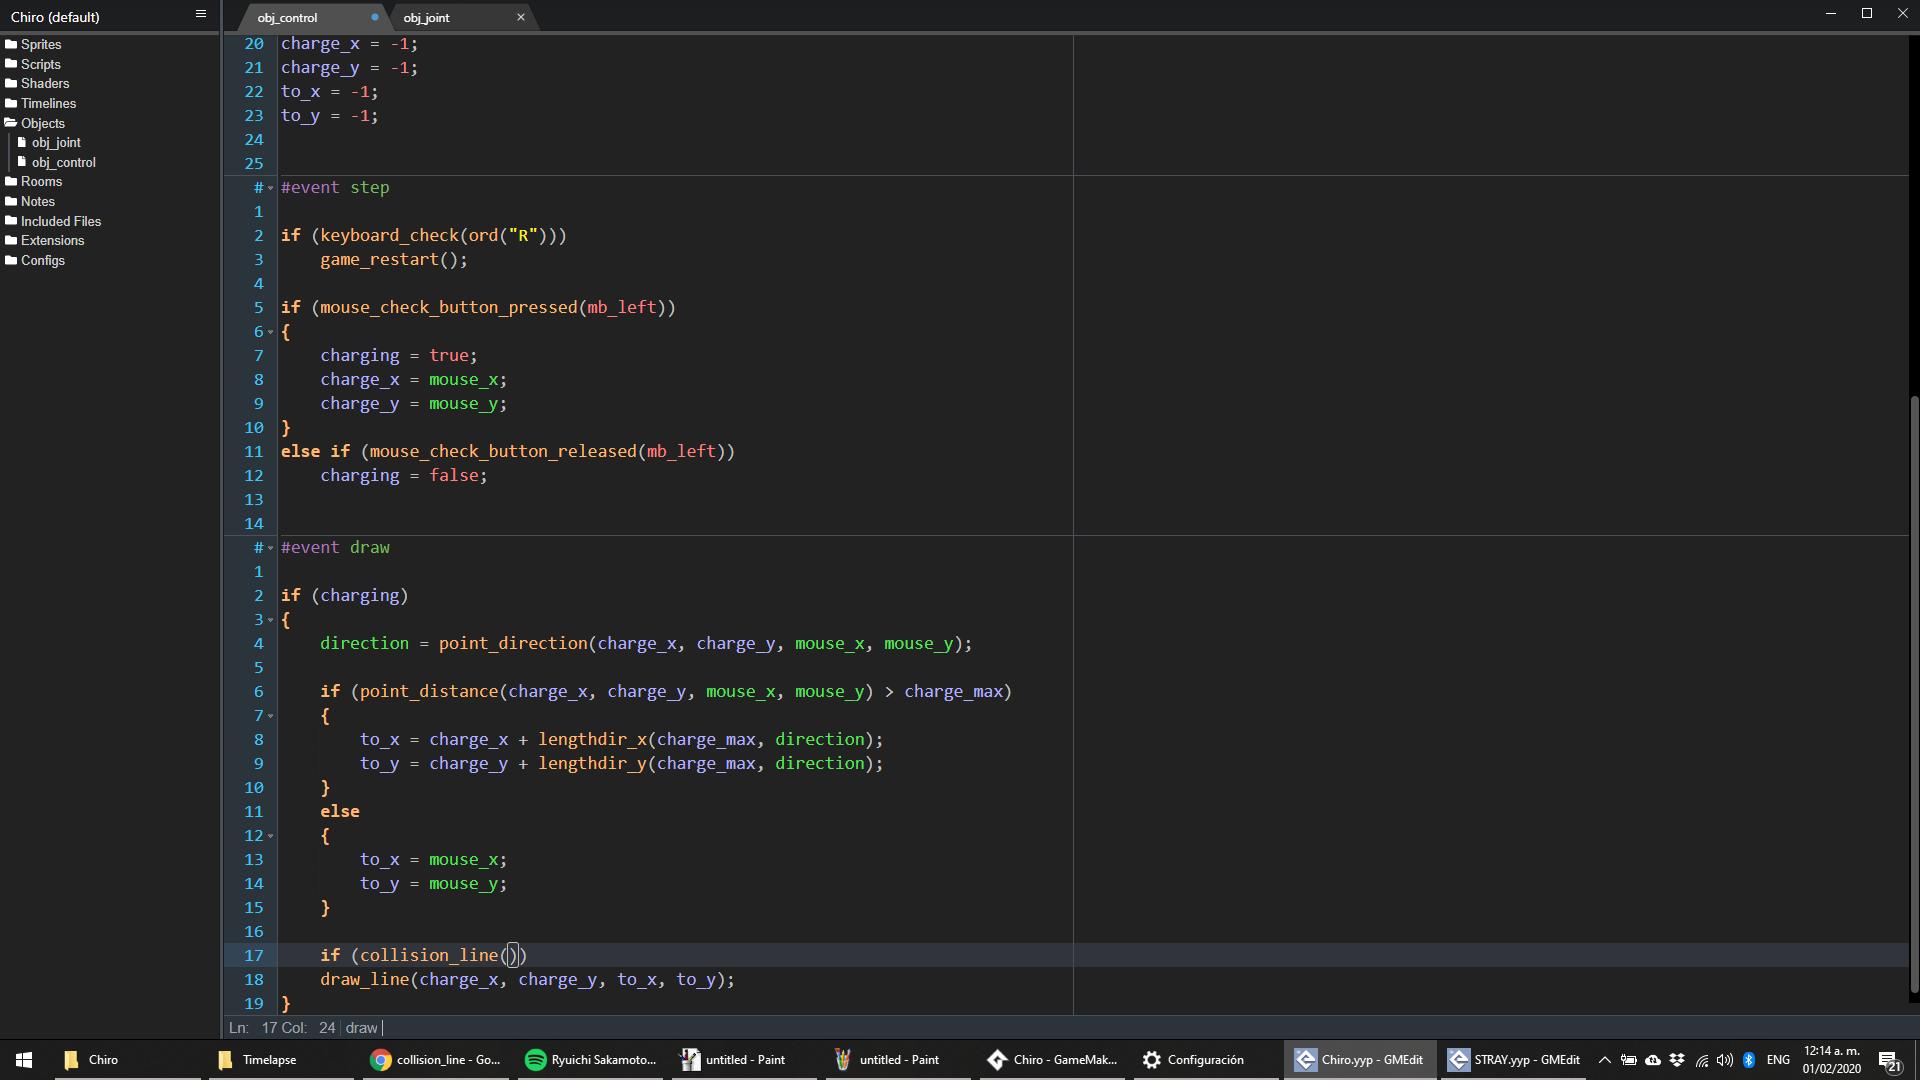 Chiro (default)
obj_control
obj_joint
Sprites
Scripts
Shaders
Timelines
Objects
obj_joint
obj_control
Rooms
Notes
Included Files
Extensions
Configs
20 charge_x = -1;
21 charge_y = -1;
22 to_x = -1;
23 to_y = -1;
24
25
# #event step
1
2 if (keyboard_check(ord("R")))
3 game_restart();
4
5 if (mouse_check_button_pressed(mb_left))
6 {
7 charging = true;
8 charge_x = mouse_x;
9 charge_y = mouse_y;
10 }
11 else if (mouse_check_button_released(mb_left))
12 charging = false;
13
14
# #event draw
1
2 if (charging)
3 {
4 direction = point_direction(charge_x, charge_y, mouse_x, mouse_y);
5
6 if (point_distance(charge_x, charge_y, mouse_x, mouse_y) > charge_max)
7 {
8 to_x = charge_x + lengthdir_x(charge_max, direction);
9 to_y = charge_y + lengthdir_y(charge_max, direction);
10 }
11 else
12 {
13 to_x = mouse_x;
14 to_y = mouse_y;
15 }
16
17 if (collision_line())
18 draw_line(charge_x, charge_y, to_x, to_y);
19 }
Ln: 17 Col: 24 draw
Chiro
Timelapse
collision_line - Go...
Ryuichi Sakamoto...
untitled - Paint
untitled - Paint
Chiro - GameMak...
Configuración
Chiro.yyp - GMEdit
STRAY.yyp - GMEdit
ENG
12:14 a. m.
01/02/2020
21